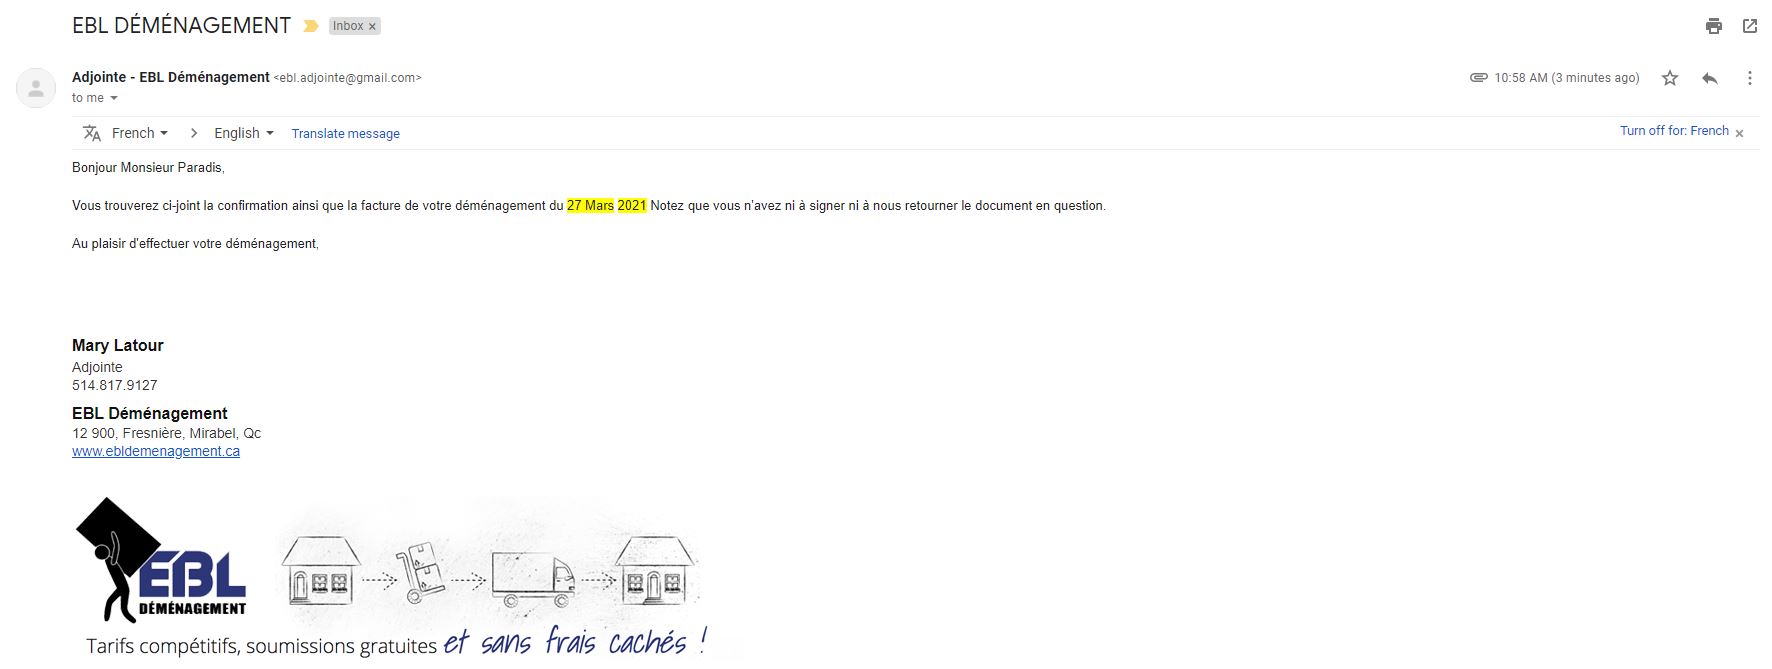 EBL DÉMÉNAGEMENT Inbox ×
Adjointe - EBL Déménagement <ebl.adjointe@gmail.com> 10:58 AM (3 minutes ago)
to me
French > English Translate message Turn off for: French ×
Bonjour Monsieur Paradis,
Vous trouverez ci-joint la confirmation ainsi que la facture de votre déménagement du 27 Mars 2021 Notez que vous n'avez ni à signer ni à nous retourner le document en question.
Au plaisir d'effectuer votre déménagement,
Mary Latour
Adjointe
514.817.9127
EBL Déménagement
12 900, Fresnière, Mirabel, Qc
www.ebldemenagement.ca
EBL
DÉMÉNAGEMENT
Tarifs compétitifs, soumissions gratuites et sans frais cachés !